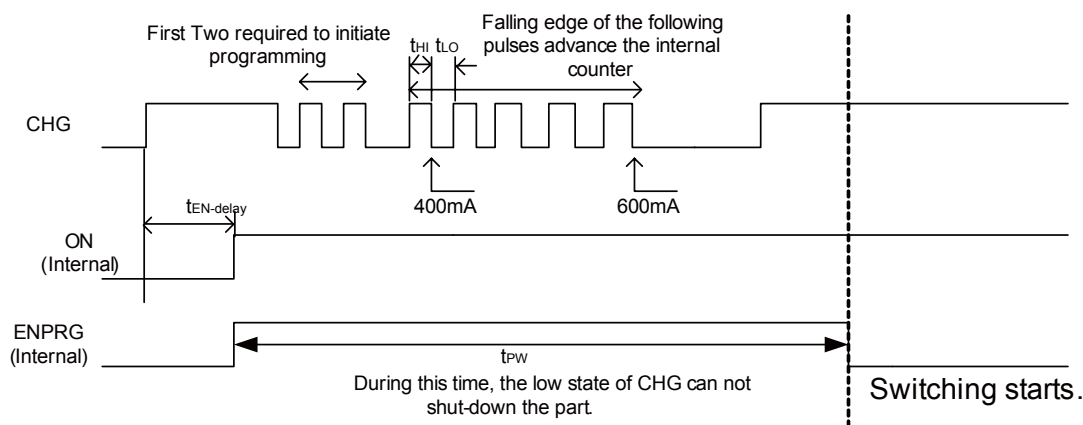 First Two required to initiate
programming
tHI tLO
Falling edge of the following
pulses advance the internal
counter
CHG
400mA
600mA
tEN-delay
ON
(Internal)
ENPRG
(Internal)
tPW
During this time, the low state of CHG can not
shut-down the part.
Switching starts.